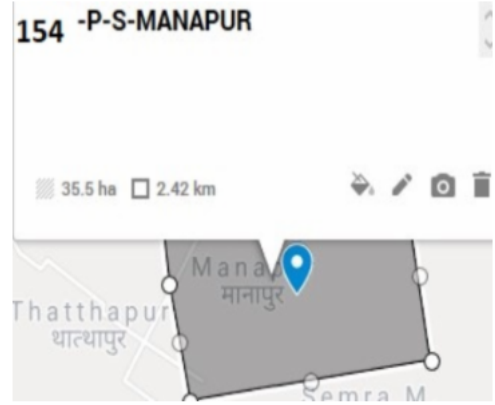 154 -P-S-MANAPUR
35.5 ha 2.42 km
Manap
मानापुर
Thatthapur
थात्थापुर
Semra M